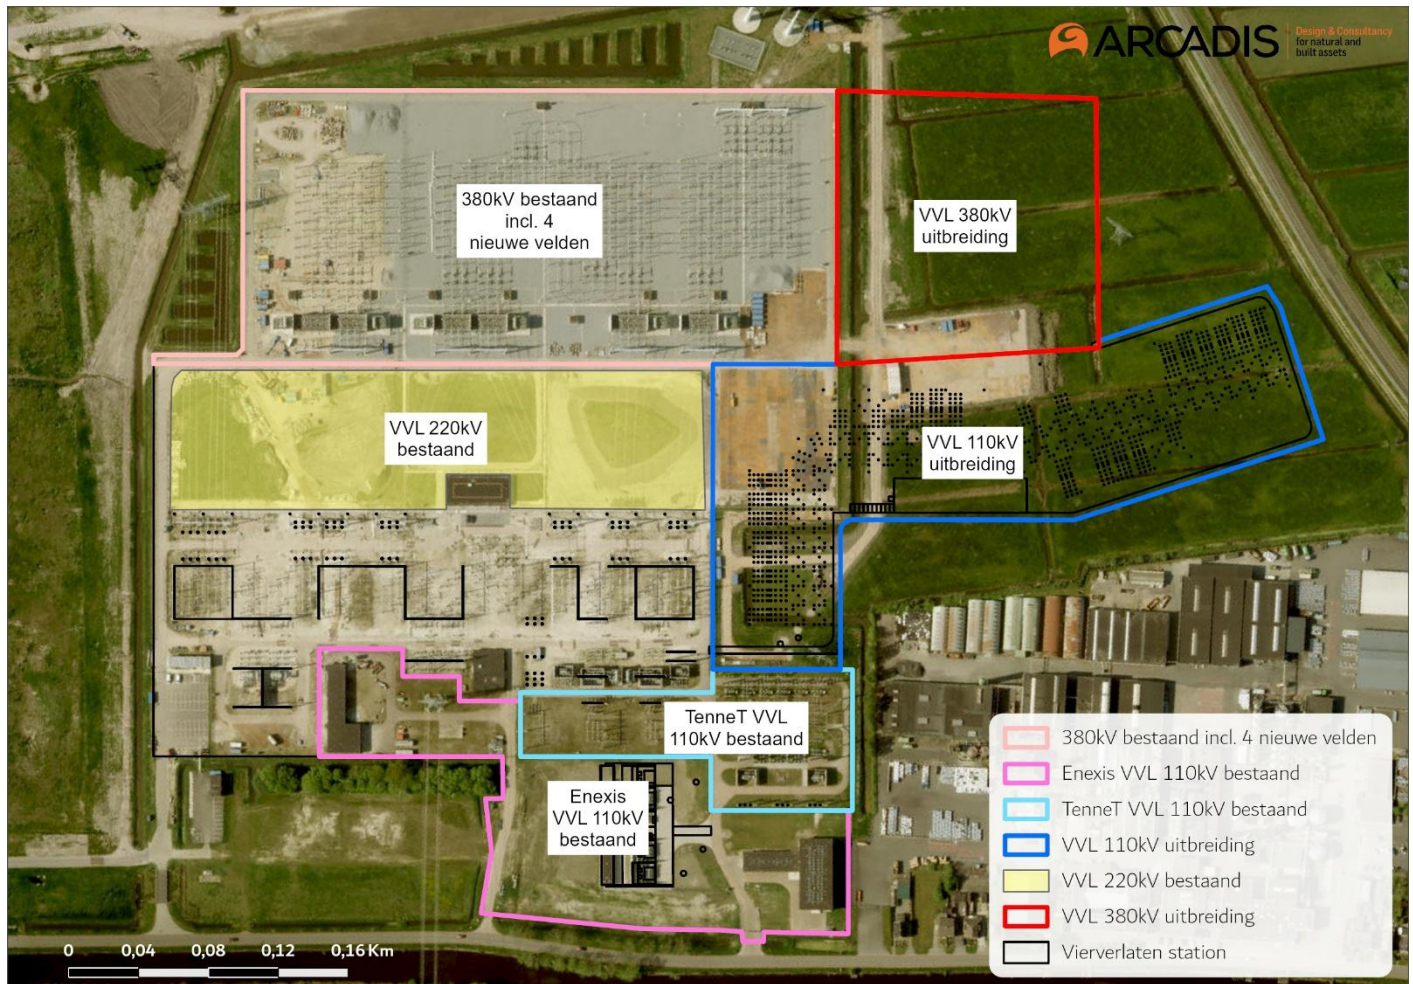 ARCADIS
Design & Consultancy
for natural and
built assets
380kV bestaand
incl. 4
nieuwe velden
VVL 380kV
uitbreiding
VVL 220kV
bestaand
VVL 110kV
uitbreiding
TenneT VVL
110kV bestaand
Enexis
VVL 110kV
bestaand
380kV bestaand incl. 4 nieuwe velden
Enexis VVL 110kV bestaand
TenneT VVL 110kV bestaand
VVL 110kV uitbreiding
VVL 220kV bestaand
VVL 380kV uitbreiding
Vierverlaten station
0 0,04 0,08 0,12 0,16 Km